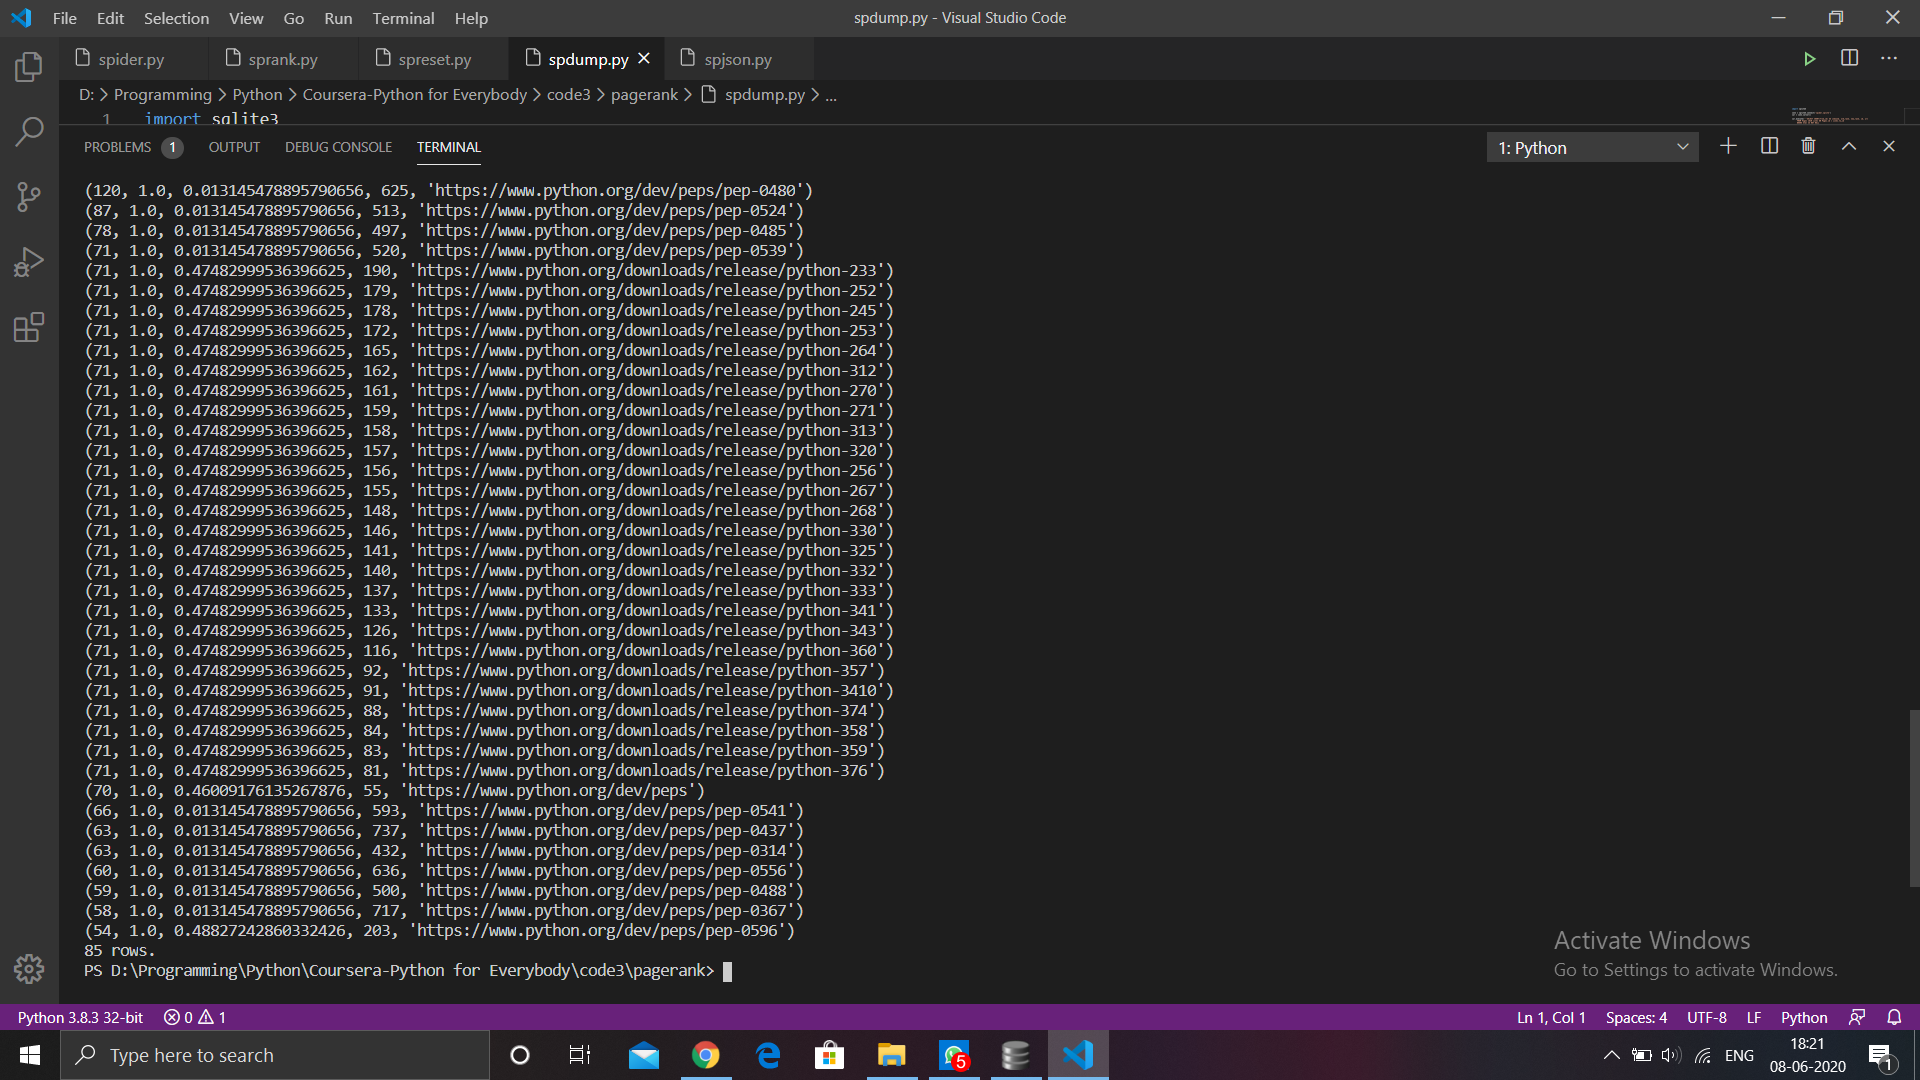 File Edit Selection View Go Run Terminal Help
spdump.py - Visual Studio Code
spider.py sprank.py spreset.py spdump.py spjson.py
D: > Programming > Python > Coursera-Python for Everybody > code3 > pagerank > spdump.py > ...
1 import sqlite3
PROBLEMS 1 OUTPUT DEBUG CONSOLE TERMINAL
1: Python
(120, 1.0, 0.013145478895790656, 625, 'https://www.python.org/dev/peps/pep-0480')
(87, 1.0, 0.013145478895790656, 513, 'https://www.python.org/dev/peps/pep-0524')
(78, 1.0, 0.013145478895790656, 497, 'https://www.python.org/dev/peps/pep-0485')
(71, 1.0, 0.013145478895790656, 520, 'https://www.python.org/dev/peps/pep-0539')
(71, 1.0, 0.47482999536396625, 190, 'https://www.python.org/downloads/release/python-233')
(71, 1.0, 0.47482999536396625, 179, 'https://www.python.org/downloads/release/python-252')
(71, 1.0, 0.47482999536396625, 178, 'https://www.python.org/downloads/release/python-245')
(71, 1.0, 0.47482999536396625, 172, 'https://www.python.org/downloads/release/python-253')
(71, 1.0, 0.47482999536396625, 165, 'https://www.python.org/downloads/release/python-264')
(71, 1.0, 0.47482999536396625, 162, 'https://www.python.org/downloads/release/python-312')
(71, 1.0, 0.47482999536396625, 161, 'https://www.python.org/downloads/release/python-270')
(71, 1.0, 0.47482999536396625, 159, 'https://www.python.org/downloads/release/python-271')
(71, 1.0, 0.47482999536396625, 158, 'https://www.python.org/downloads/release/python-313')
(71, 1.0, 0.47482999536396625, 157, 'https://www.python.org/downloads/release/python-320')
(71, 1.0, 0.47482999536396625, 156, 'https://www.python.org/downloads/release/python-256')
(71, 1.0, 0.47482999536396625, 155, 'https://www.python.org/downloads/release/python-267')
(71, 1.0, 0.47482999536396625, 148, 'https://www.python.org/downloads/release/python-268')
(71, 1.0, 0.47482999536396625, 146, 'https://www.python.org/downloads/release/python-330')
(71, 1.0, 0.47482999536396625, 141, 'https://www.python.org/downloads/release/python-325')
(71, 1.0, 0.47482999536396625, 140, 'https://www.python.org/downloads/release/python-332')
(71, 1.0, 0.47482999536396625, 137, 'https://www.python.org/downloads/release/python-333')
(71, 1.0, 0.47482999536396625, 133, 'https://www.python.org/downloads/release/python-341')
(71, 1.0, 0.47482999536396625, 126, 'https://www.python.org/downloads/release/python-343')
(71, 1.0, 0.47482999536396625, 116, 'https://www.python.org/downloads/release/python-360')
(71, 1.0, 0.47482999536396625, 92, 'https://www.python.org/downloads/release/python-357')
(71, 1.0, 0.47482999536396625, 91, 'https://www.python.org/downloads/release/python-3410')
(71, 1.0, 0.47482999536396625, 88, 'https://www.python.org/downloads/release/python-374')
(71, 1.0, 0.47482999536396625, 84, 'https://www.python.org/downloads/release/python-358')
(71, 1.0, 0.47482999536396625, 83, 'https://www.python.org/downloads/release/python-359')
(71, 1.0, 0.47482999536396625, 81, 'https://www.python.org/downloads/release/python-376')
(70, 1.0, 0.46009176135267876, 55, 'https://www.python.org/dev/peps')
(66, 1.0, 0.013145478895790656, 593, 'https://www.python.org/dev/peps/pep-0541')
(63, 1.0, 0.013145478895790656, 737, 'https://www.python.org/dev/peps/pep-0437')
(63, 1.0, 0.013145478895790656, 432, 'https://www.python.org/dev/peps/pep-0314')
(60, 1.0, 0.013145478895790656, 636, 'https://www.python.org/dev/peps/pep-0556')
(59, 1.0, 0.013145478895790656, 500, 'https://www.python.org/dev/peps/pep-0488')
(58, 1.0, 0.013145478895790656, 717, 'https://www.python.org/dev/peps/pep-0367')
(54, 1.0, 0.48827242860332426, 203, 'https://www.python.org/dev/peps/pep-0596')
85 rows.
PS D:\Programming\Python\Coursera-Python for Everybody\code3\pagerank>
Activate Windows
Go to Settings to activate Windows.
Python 3.8.3 32-bit 0 1 Ln 1, Col 1 Spaces: 4 UTF-8 LF Python
Type here to search
5
ENG
18:21
08-06-2020
1